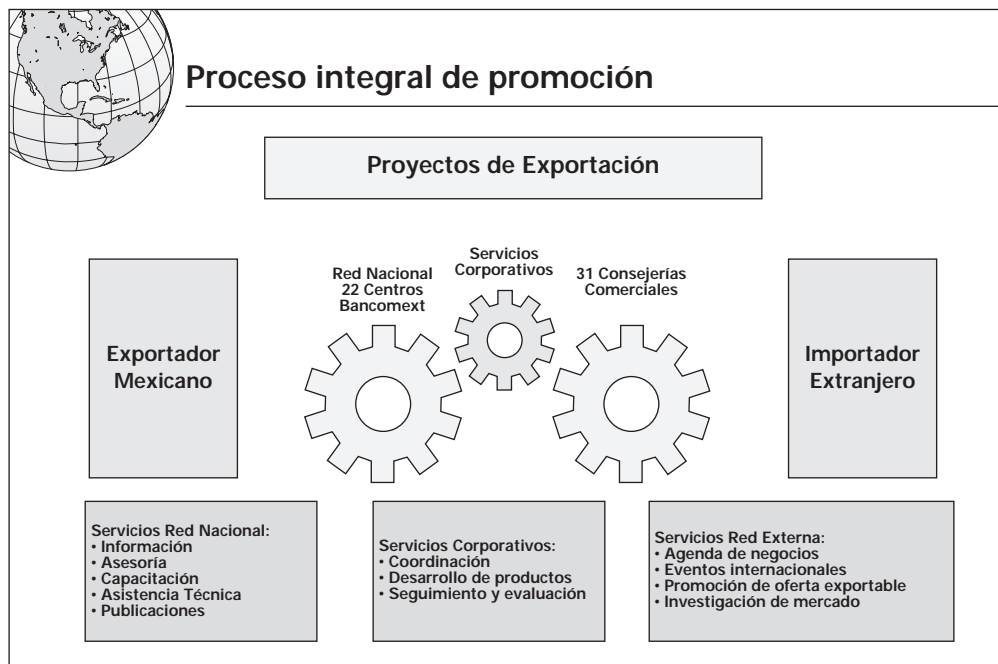 Proceso integral de promoción
Proyectos de Exportación
Exportador
Mexicano
Red Nacional
22 Centros
Bancomext
Servicios
Corporativos
31 Consejerías
Comerciales
Importador
Extranjero
Servicios Red Nacional:
• Información
• Asesoría
• Capacitación
• Asistencia Técnica
• Publicaciones
Servicios Corporativos:
• Coordinación
• Desarrollo de productos
• Seguimiento y evaluación
Servicios Red Externa:
• Agenda de negocios
• Eventos internacionales
• Promoción de oferta exportable
• Investigación de mercado